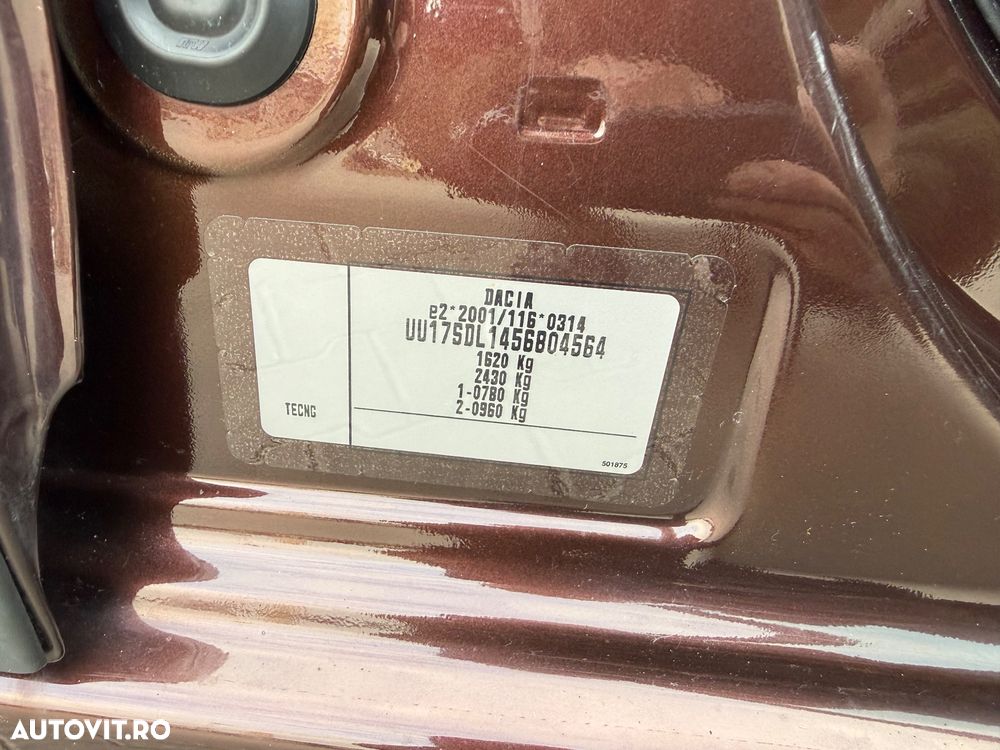 DACIA
e2*2001/116*0314
UU17SDL1456804564
1620 Kg
2430 Kg
1-0780 Kg
2-0960 Kg
TECNG
501875
AUTOVIT.RO